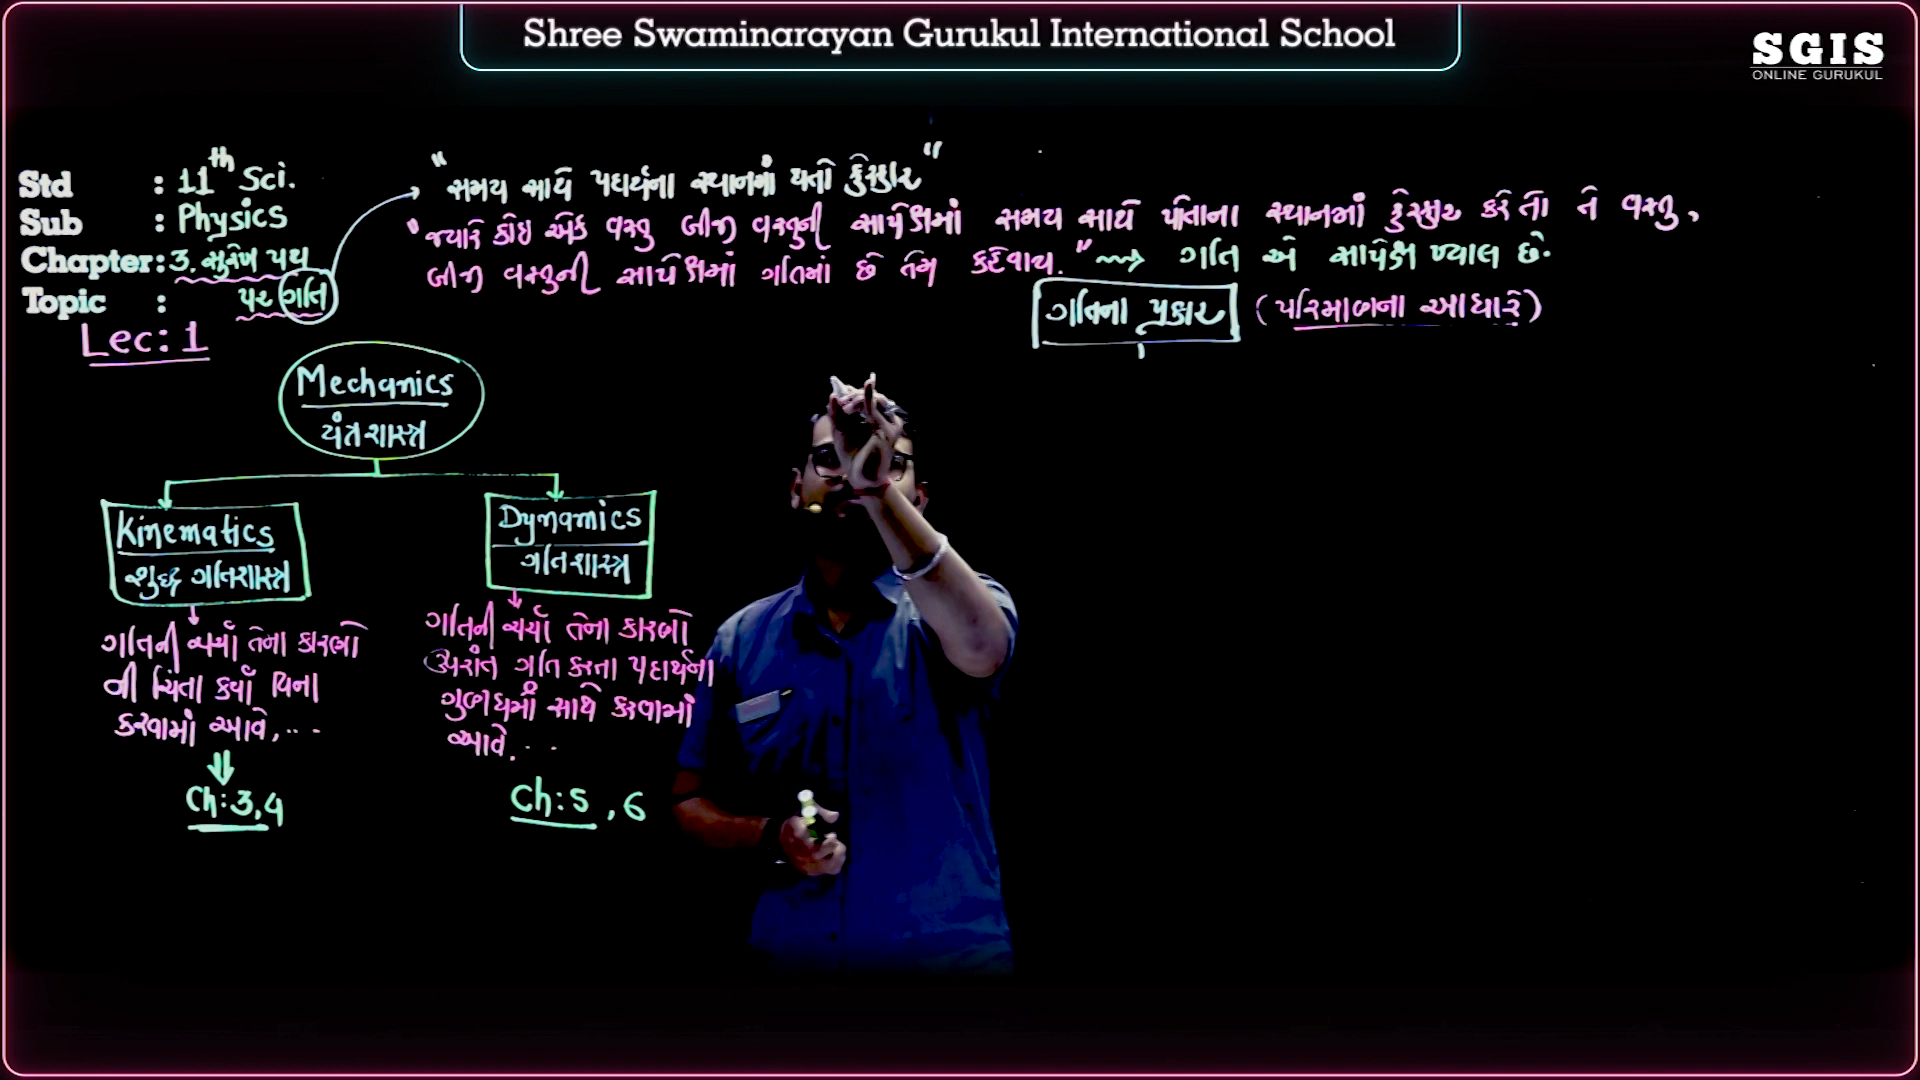 Shree Swaminarayan Gurukul International School
SGIS
ONLINE GURUKUL
Std : 11th Sci.
Sub : Physics
Chapter: 3. સુરેખ પથ
Topic : પર ગતિ
Lec: 1
"સમય સાથે પદાર્થના સ્થાનમાં થતો ફેરફાર"
"જ્યારે કોઇ એક વસ્તુ બીજી વસ્તુની સાપેક્ષમાં સમય સાથે પોતાના સ્થાનમાં ફેરફાર કરે તો તે વસ્તુ,
બીજી વસ્તુની સાપેક્ષમાં ગતિમાં છે તેમ કહેવાય." ગતિ એ સાપેક્ષ ખ્યાલ છે.
ગતિના પ્રકાર (પરિમાણના આધારે)
Mechanics
યંત્રશાસ્ત્ર
Kinematics
શુદ્ધ ગતિશાસ્ત્ર
Dynamics
ગતિશાસ્ત્ર
ગતિની ચર્ચા તેના કારણો
ની ચિંતા કર્યા વિના
કરવામાં આવે,...
Ch:3,4
ગતિની ચર્ચા તેના કારણો
ઉપરાંત ગતિ કરતા પદાર્થના
ગુણધર્મો સાથે કરવામાં
આવે...
Ch:5,6